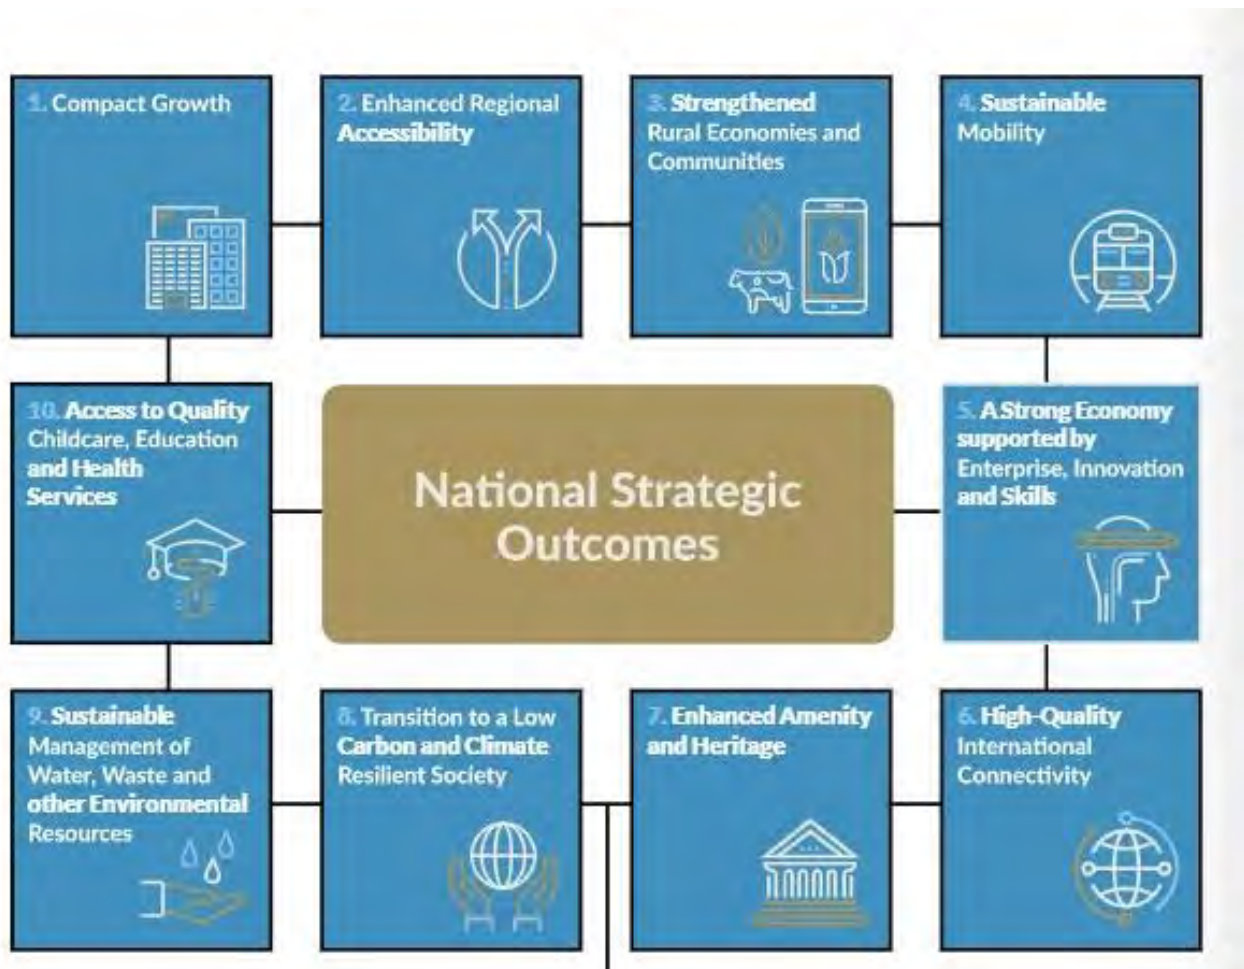 1. Compact Growth
2. Enhanced Regional
Accessibility
3. Strengthened
Rural Economies and
Communities
4. Sustainable
Mobility
10. Access to Quality
Childcare, Education
and Health
Services
National Strategic
Outcomes
5. A Strong Economy
supported by
Enterprise, Innovation
and Skills
9. Sustainable
Management of
Water, Waste and
other Environmental
Resources
8. Transition to a Low
Carbon and Climate
Resilient Society
7. Enhanced Amenity
and Heritage
6. High-Quality
International
Connectivity